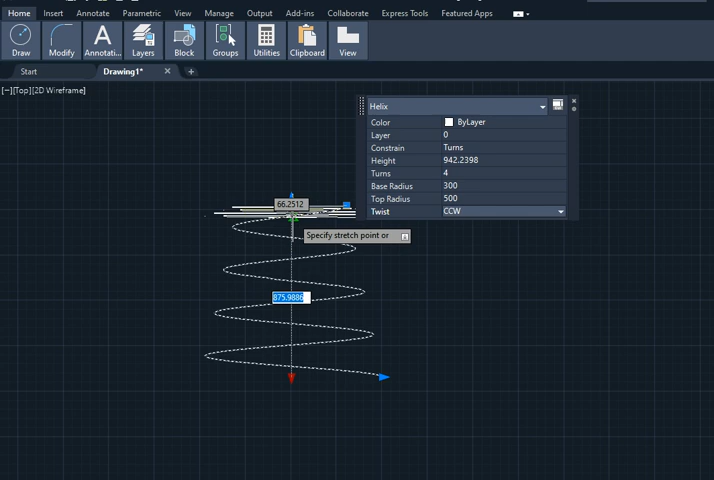 Home Insert Annotate Parametric View Manage Output Add-ins Collaborate Express Tools Featured Apps
Draw Modify Annotati... Layers Block Groups Utilities Clipboard View
Start Drawing1*
[−][Top][2D Wireframe]
Helix
Color ByLayer
Layer 0
Constrain Turns
Height 942.2398
Turns 4
Base Radius 300
Top Radius 500
Twist CCW
66.2512
Specify stretch point or
875.9886